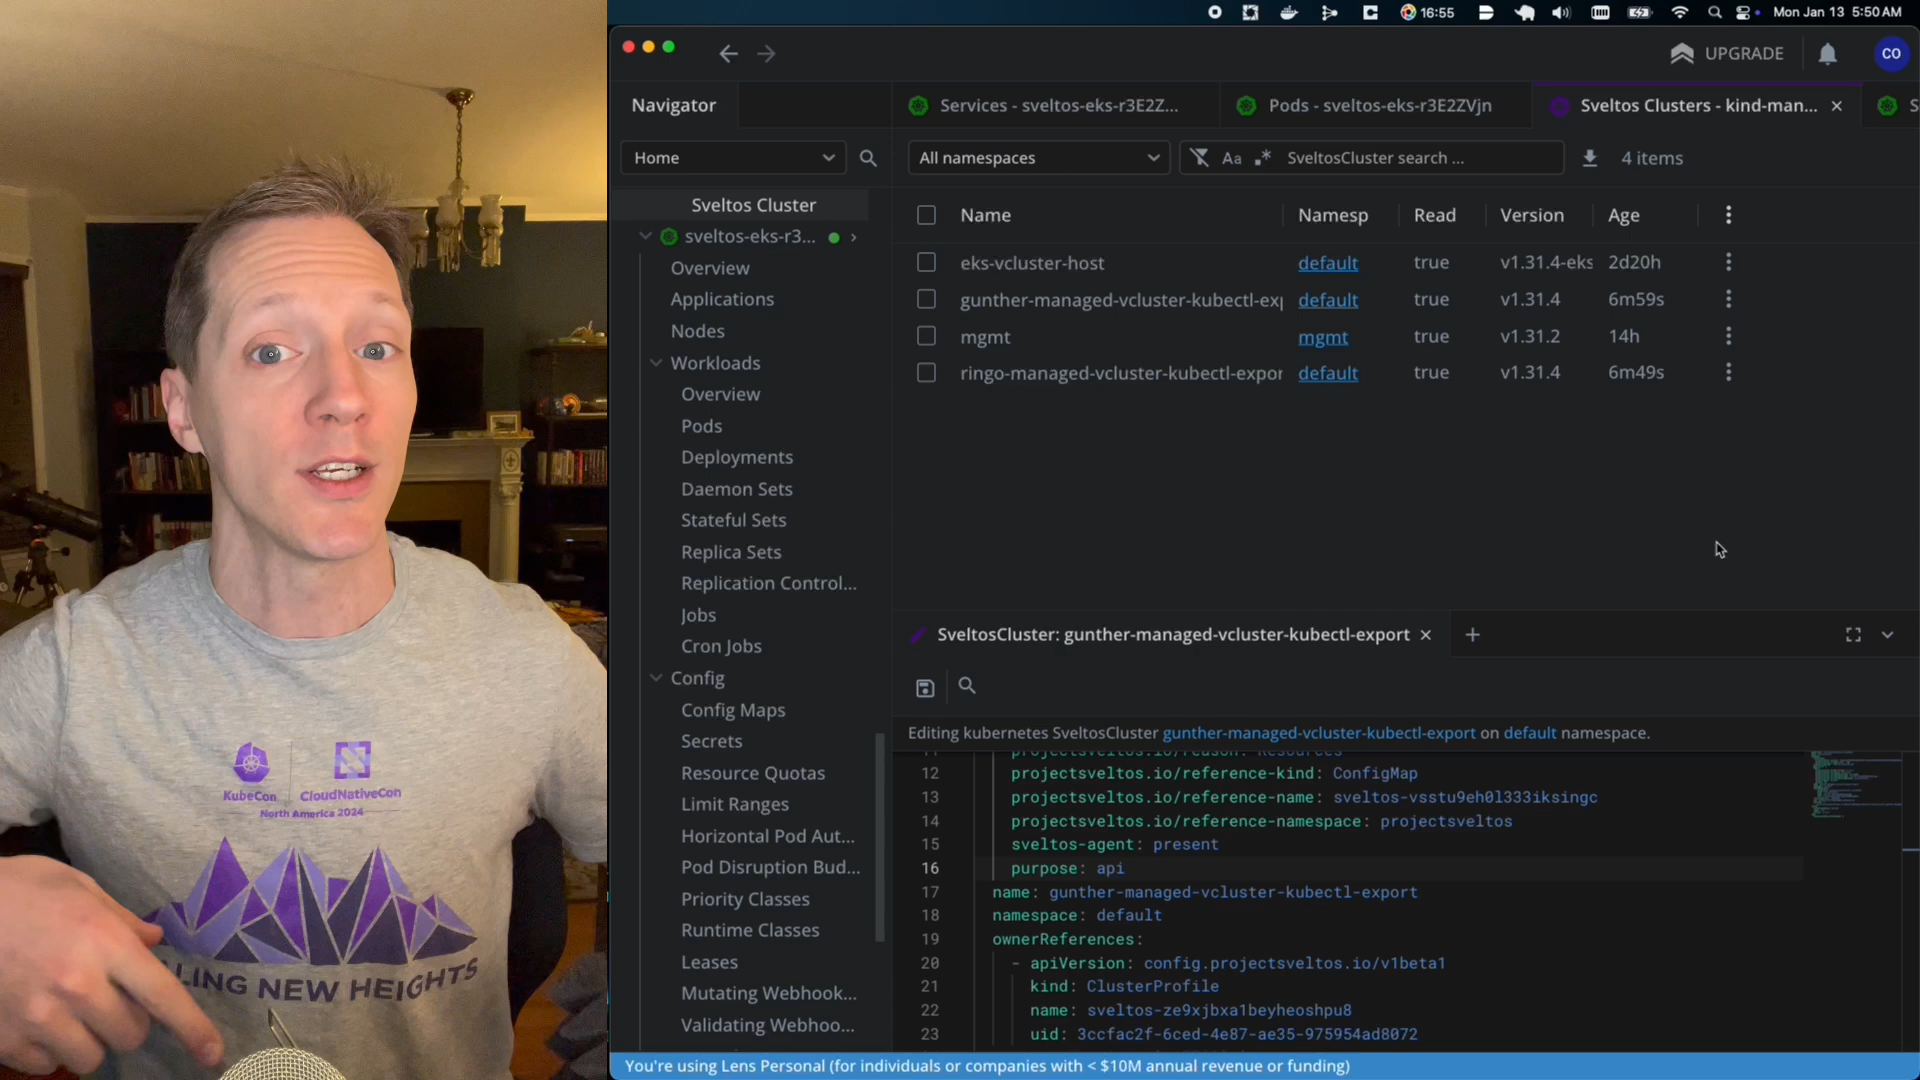 16:55
Mon Jan 13 5:50 AM
UPGRADE
CO
Navigator
Services - sveltos-eks-r3E2Z...
Pods - sveltos-eks-r3E2ZVjn
Sveltos Clusters - kind-man...
S
Home
All namespaces
Aa
SveltosCluster search ...
4 items
Sveltos Cluster
sveltos-eks-r3...
Overview
Applications
Nodes
Workloads
Overview
Pods
Deployments
Daemon Sets
Stateful Sets
Replica Sets
Replication Control...
Jobs
Cron Jobs
Config
Config Maps
Secrets
Resource Quotas
Limit Ranges
Horizontal Pod Aut...
Pod Disruption Bud...
Priority Classes
Runtime Classes
Leases
Mutating Webhook...
Validating Webhoo...
Name Namesp Read Version Age
eks-vcluster-host default true v1.31.4-eks 2d20h
gunther-managed-vcluster-kubectl-exp default true v1.31.4 6m59s
mgmt mgmt true v1.31.2 14h
ringo-managed-vcluster-kubectl-expor default true v1.31.4 6m49s
SveltosCluster: gunther-managed-vcluster-kubectl-export
Editing kubernetes SveltosCluster gunther-managed-vcluster-kubectl-export on default namespace.
11 projectsveltos.io/reason: Resources
12 projectsveltos.io/reference-kind: ConfigMap
13 projectsveltos.io/reference-name: sveltos-vsstu9eh0l333iksingc
14 projectsveltos.io/reference-namespace: projectsveltos
15 sveltos-agent: present
16 purpose: api
17 name: gunther-managed-vcluster-kubectl-export
18 namespace: default
19 ownerReferences:
20 - apiVersion: config.projectsveltos.io/v1beta1
21 kind: ClusterProfile
22 name: sveltos-ze9xjbxa1beyheoshpu8
23 uid: 3ccfac2f-6ced-4e87-ae35-975954ad8072
You're using Lens Personal (for individuals or companies with < $10M annual revenue or funding)
KubeCon
CloudNativeCon
North America 2024
LING NEW HEIGHTS